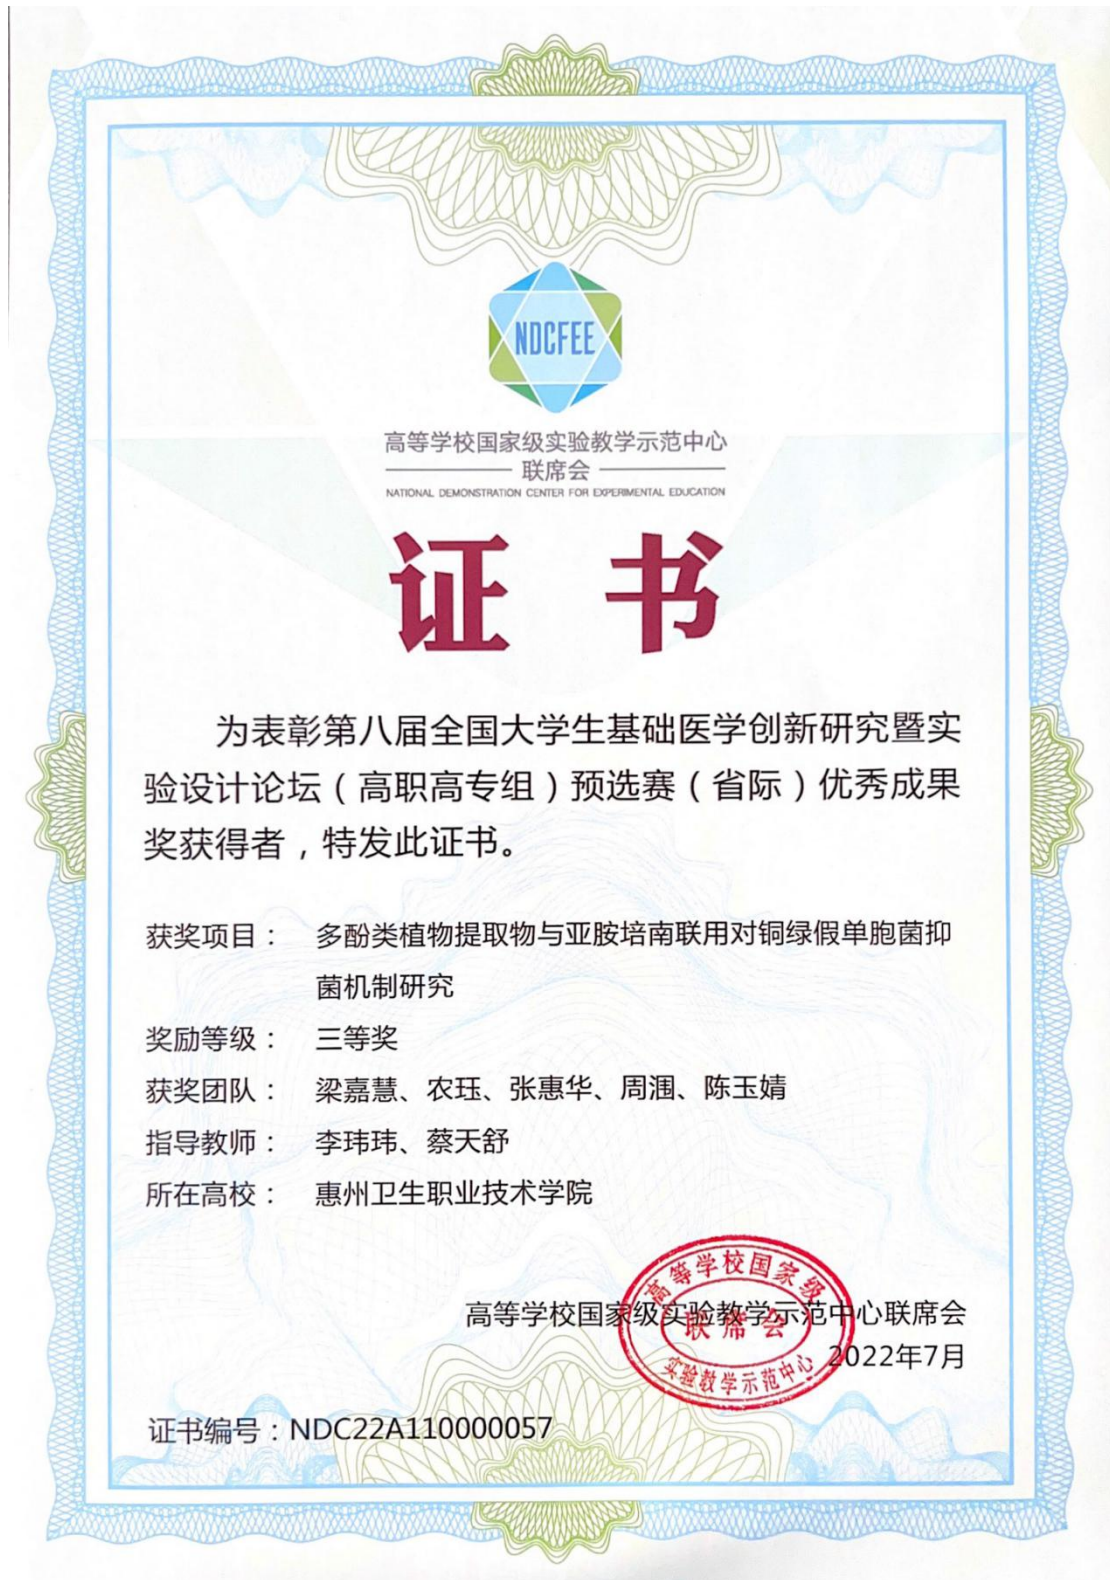 NDCFEE
高等学校国家级实验教学示范中心
联席会
NATIONAL DEMONSTRATION CENTER FOR EXPERIMENTAL EDUCATION
证 书
为表彰第八届全国大学生基础医学创新研究暨实
验设计论坛（高职高专组）预选赛（省际）优秀成果
奖获得者，特发此证书。
获奖项目： 多酚类植物提取物与亚胺培南联用对铜绿假单胞菌抑
菌机制研究
奖励等级： 三等奖
获奖团队： 梁嘉慧、农珏、张惠华、周涠、陈玉婧
指导教师： 李玮玮、蔡天舒
所在高校： 惠州卫生职业技术学院
高等学校国家级实验教学示范中心联席会
2022年7月
高等学校国家级
联席会
实验教学示范中心
证书编号：NDC22A110000057